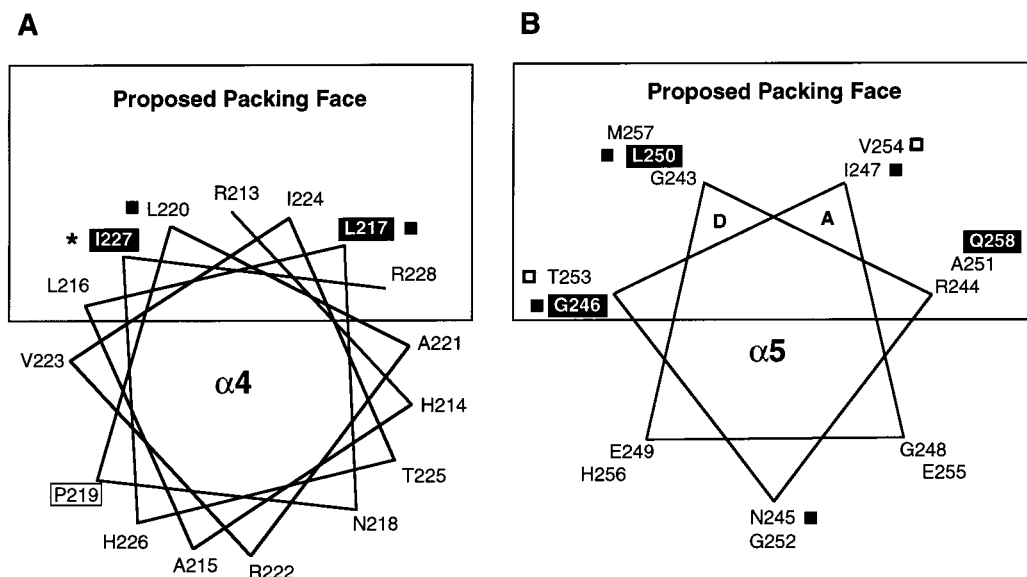 A
Proposed Packing Face
R213
I224
L220
* I227
L217
L216
R228
V223
A221
α4
H214
P219
T225
N218
H226
A215
R222
B
Proposed Packing Face
M257
L250
G243
V254
I247
D
A
Q258
A251
R244
T253
G246
α5
E249
H256
G248
E255
N245
G252